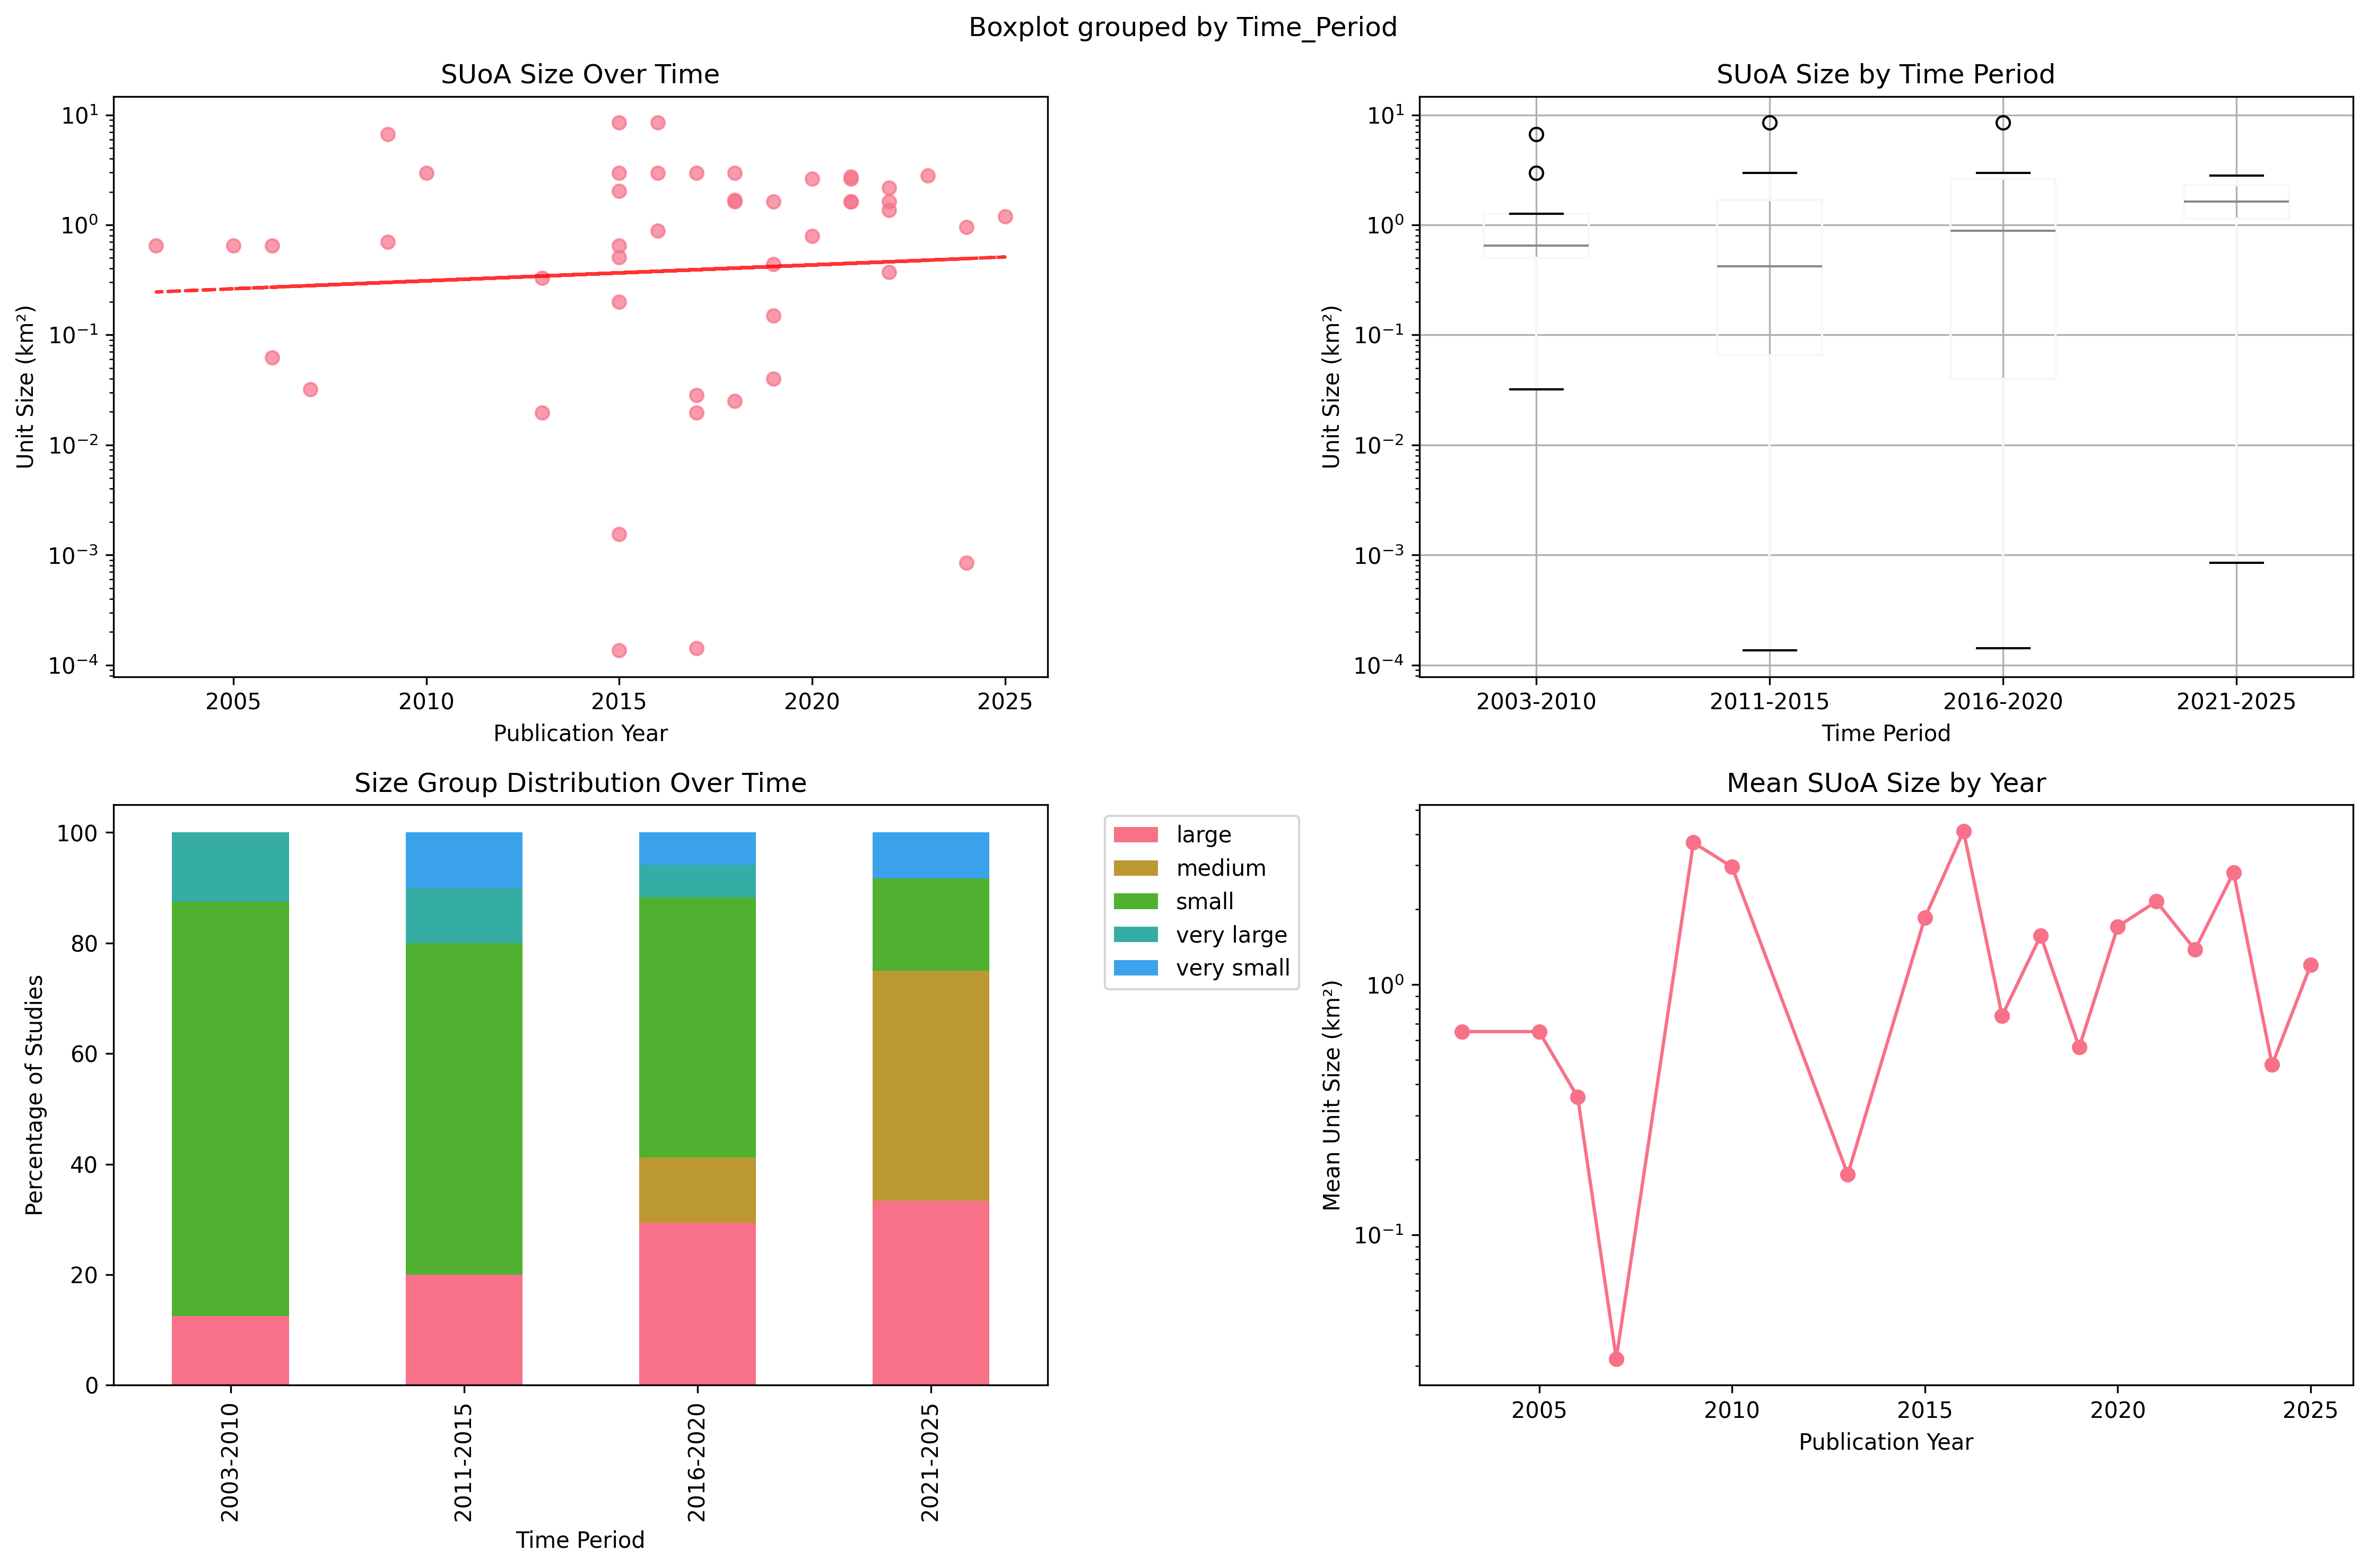 Boxplot grouped by Time_Period
SUoA Size Over Time
10¹
10⁰
10⁻¹
10⁻²
10⁻³
10⁻⁴
Unit Size (km²)
2005 2010 2015 2020 2025
Publication Year
SUoA Size by Time Period
10¹
10⁰
10⁻¹
10⁻²
10⁻³
10⁻⁴
Unit Size (km²)
2003-2010 2011-2015 2016-2020 2021-2025
Time Period
Size Group Distribution Over Time
100
80
60
40
20
0
Percentage of Studies
2003-2010
2011-2015
2016-2020
2021-2025
Time Period
large
medium
small
very large
very small
Mean SUoA Size by Year
10⁰
10⁻¹
Mean Unit Size (km²)
2005 2010 2015 2020 2025
Publication Year